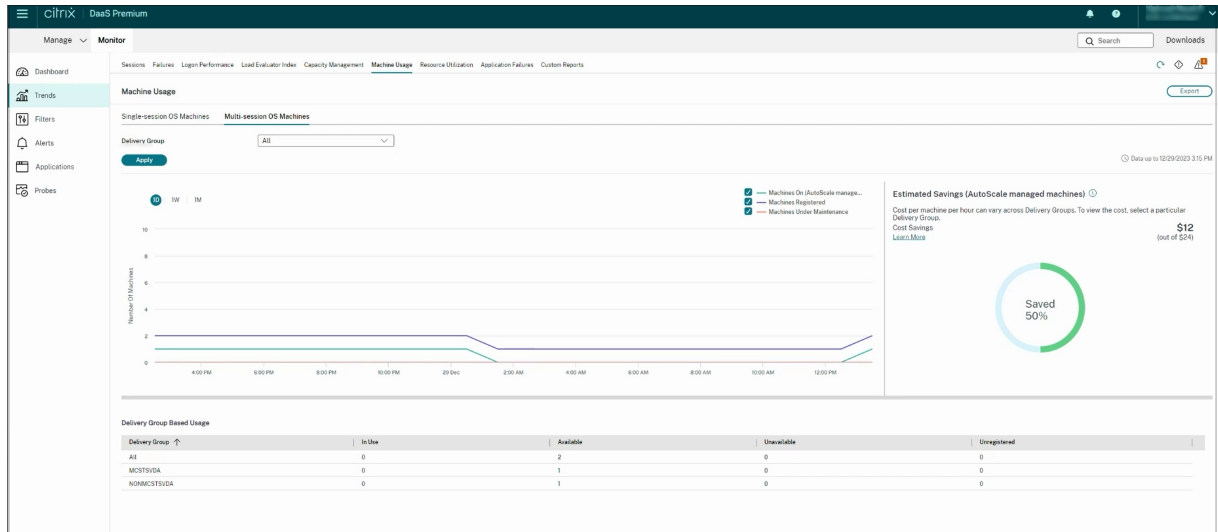 citrix DaaS Premium
Manage Monitor Search Downloads
Dashboard
Trends
Filters
Alerts
Applications
Probes
Sessions Failures Logon Performance Load Evaluator Index Capacity Management Machine Usage Resource Utilization Application Failures Custom Reports
Machine Usage Export
Single-session OS Machines Multi-session OS Machines
Delivery Group All
Apply
Data up to 12/29/2023 3:15 PM
1D 1W 1M
Machines On (AutoScale manage...
Machines Registered
Machines Under Maintenance
Number Of Machines
10
8
6
4
2
0
4:00 PM 6:00 PM 8:00 PM 10:00 PM 29 Dec 2:00 AM 4:00 AM 6:00 AM 8:00 AM 10:00 AM 12:00 PM
Estimated Savings (AutoScale managed machines)
Cost per machine per hour can vary across Delivery Groups. To view the cost, select a particular
Delivery Group.
Cost Savings $12
Learn More (out of $24)
Saved
50%
Delivery Group Based Usage
Delivery Group In Use Available Unavailable Unregistered
All 0 2 0 0
MCSTSVDA 0 1 0 0
NONMCSTSVDA 0 1 0 0